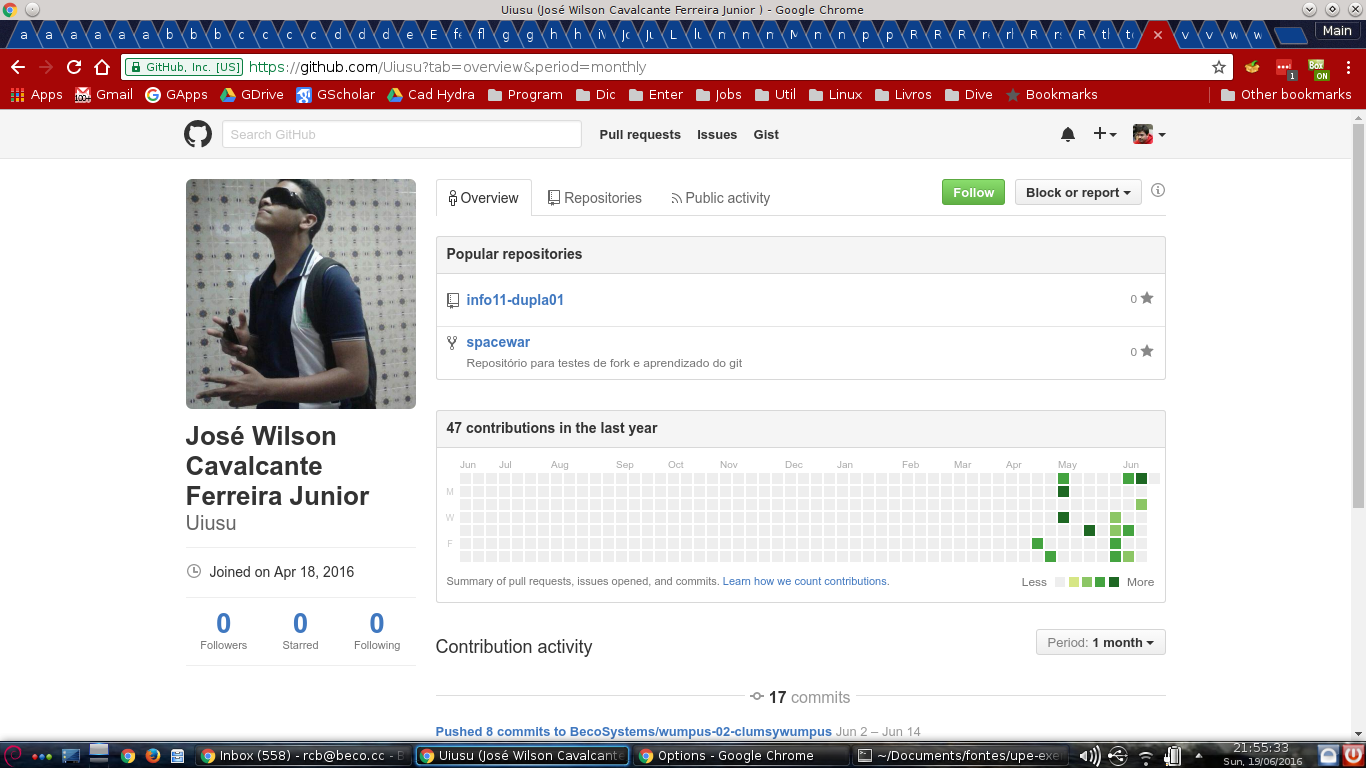 Uiusu (José Wilson Cavalcante Ferreira Junior ) - Google Chrome
Main
GitHub, Inc. [US] https://github.com/Uiusu?tab=overview&period=monthly
Apps Gmail GApps GDrive GScholar Cad Hydra Program Dic Enter Jobs Util Linux Livros Dive Bookmarks Other bookmarks
Search GitHub Pull requests Issues Gist
Overview Repositories Public activity Follow Block or report
Popular repositories
info11-dupla01 0
spacewar
Repositório para testes de fork e aprendizado do git 0
José Wilson
Cavalcante
Ferreira Junior
Uiusu
Joined on Apr 18, 2016
0 0 0
Followers Starred Following
47 contributions in the last year
Jun Jul Aug Sep Oct Nov Dec Jan Feb Mar Apr May Jun
M
W
F
Summary of pull requests, issues opened, and commits. Learn how we count contributions. Less More
Contribution activity Period: 1 month
17 commits
Pushed 8 commits to BecoSystems/wumpus-02-clumsywumpus Jun 2 – Jun 14
Inbox (558) - rcb@beco.cc - B Uiusu (José Wilson Cavalcante Options - Google Chrome ~/Documents/fontes/upe-exe 21:55:33
Sun, 19/06/2016